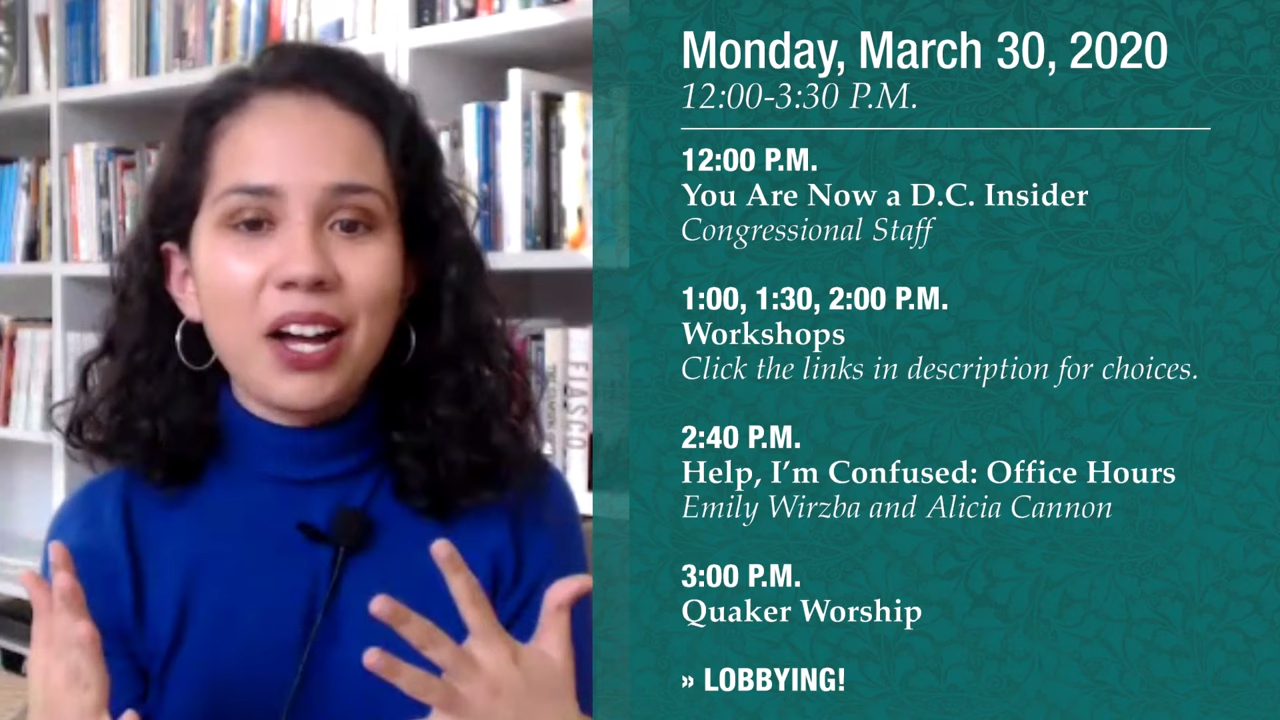 Monday, March 30, 2020
12:00-3:30 P.M.
12:00 P.M.
You Are Now a D.C. Insider
Congressional Staff
1:00, 1:30, 2:00 P.M.
Workshops
Click the links in description for choices.
2:40 P.M.
Help, I’m Confused: Office Hours
Emily Wirzba and Alicia Cannon
3:00 P.M.
Quaker Worship
» LOBBYING!
FIASCO